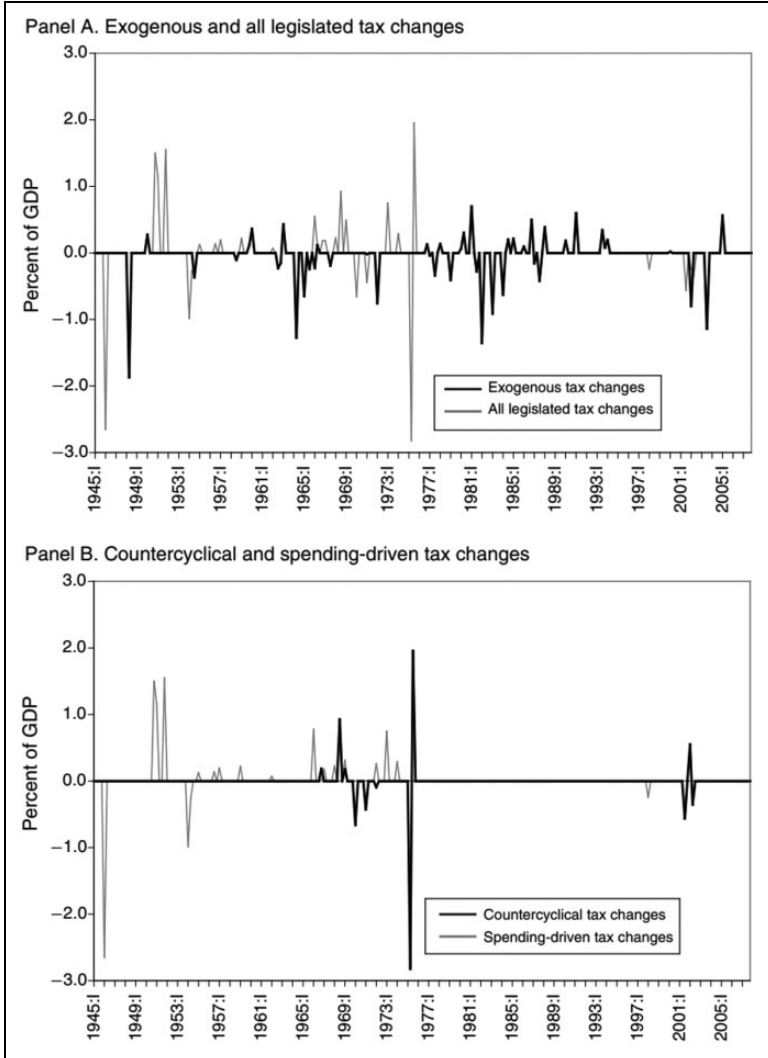 Panel A. Exogenous and all legislated tax changes
3.0
2.0
1.0
0.0
−1.0
−2.0
−3.0
Percent of GDP
Exogenous tax changes
All legislated tax changes
1945:I
1949:I
1953:I
1957:I
1961:I
1965:I
1969:I
1973:I
1977:I
1981:I
1985:I
1989:I
1993:I
1997:I
2001:I
2005:I
Panel B. Countercyclical and spending-driven tax changes
3.0
2.0
1.0
0.0
−1.0
−2.0
−3.0
Percent of GDP
Countercyclical tax changes
Spending-driven tax changes
1945:I
1949:I
1953:I
1957:I
1961:I
1965:I
1969:I
1973:I
1977:I
1981:I
1985:I
1989:I
1993:I
1997:I
2001:I
2005:I